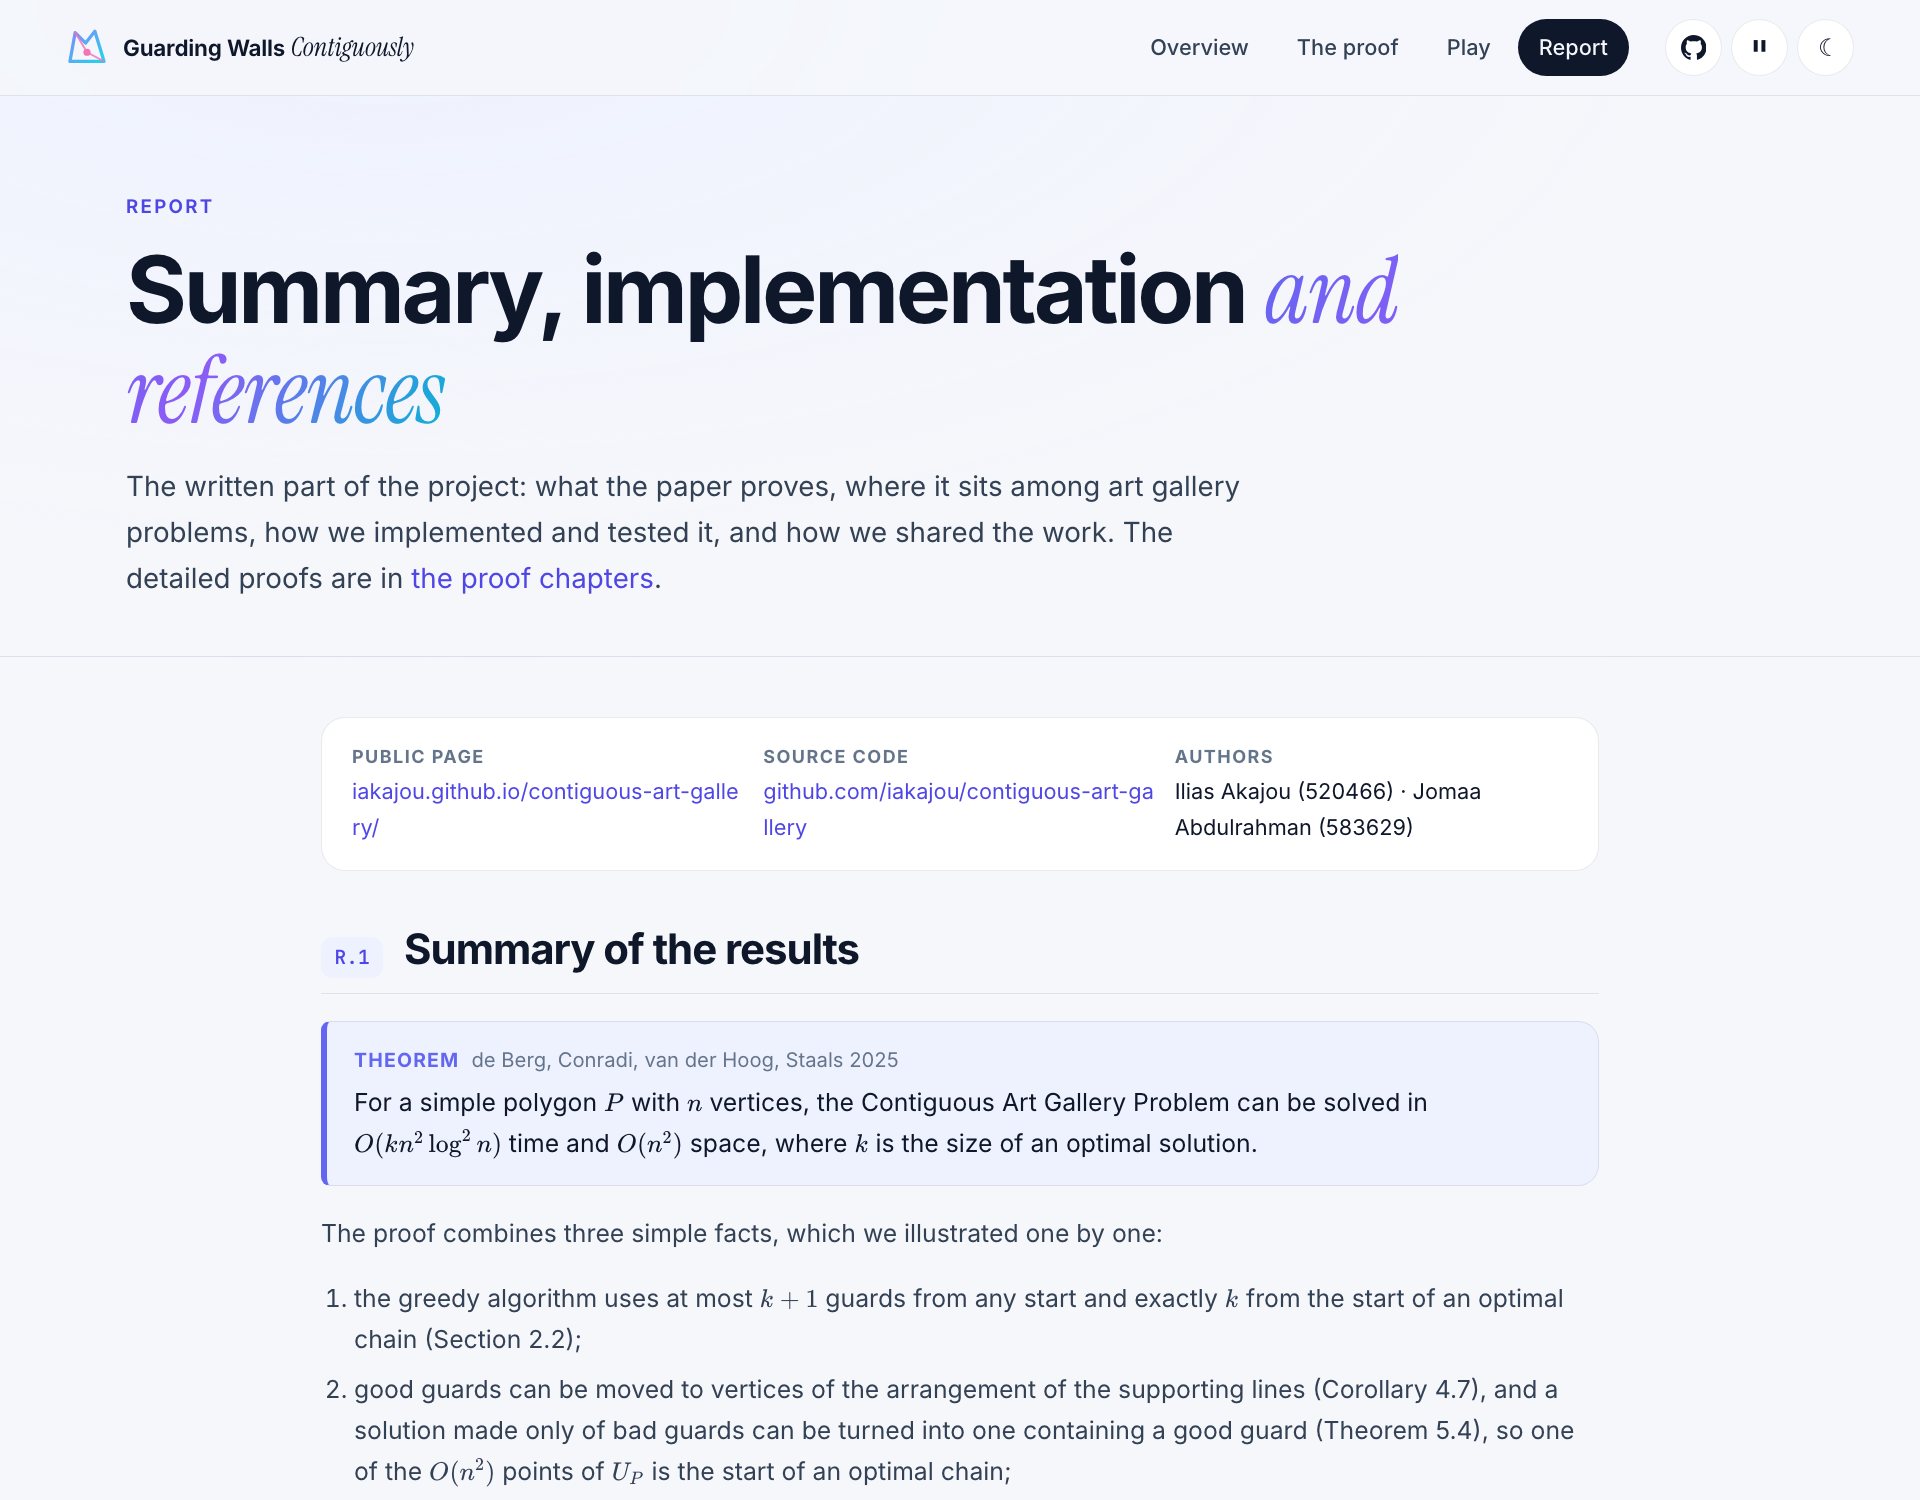 Guarding Walls Contiguously
Overview The proof Play Report
REPORT
Summary, implementation and
references
The written part of the project: what the paper proves, where it sits among art gallery
problems, how we implemented and tested it, and how we shared the work. The
detailed proofs are in the proof chapters.
PUBLIC PAGE
iakajou.github.io/contiguous-art-galle
ry/
SOURCE CODE
github.com/iakajou/contiguous-art-ga
llery
AUTHORS
Ilias Akajou (520466) · Jomaa
Abdulrahman (583629)
R.1 Summary of the results
THEOREM de Berg, Conradi, van der Hoog, Staals 2025
For a simple polygon P with n vertices, the Contiguous Art Gallery Problem can be solved in
O(kn² log² n) time and O(n²) space, where k is the size of an optimal solution.
The proof combines three simple facts, which we illustrated one by one:
1. the greedy algorithm uses at most k + 1 guards from any start and exactly k from the start of an optimal
chain (Section 2.2);
2. good guards can be moved to vertices of the arrangement of the supporting lines (Corollary 4.7), and a
solution made only of bad guards can be turned into one containing a good guard (Theorem 5.4), so one
of the O(n²) points of U_P is the start of an optimal chain;